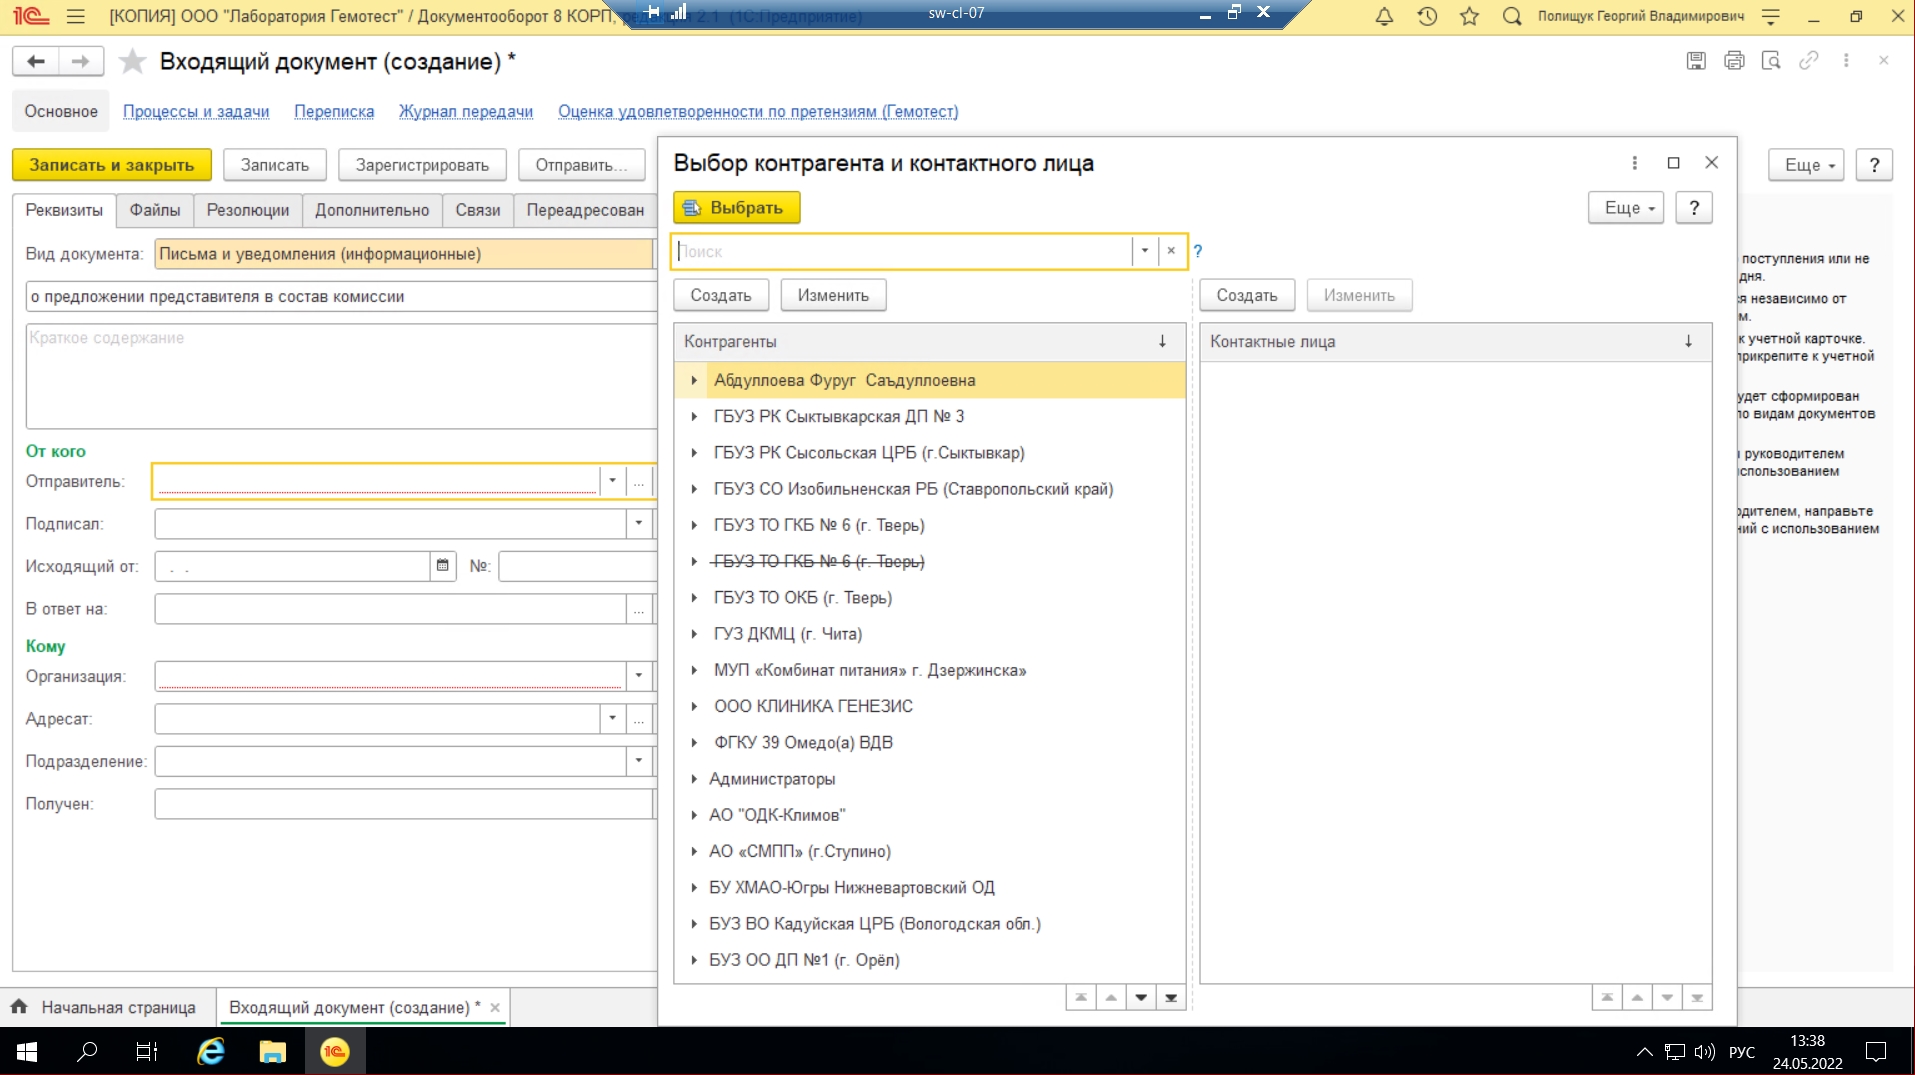 [КОПИЯ] ООО "Лаборатория Гемотест" / Документооборот 8 КОРП, редакция 2.1 (1С:Предприятие)
sw-cl-07
Полищук Георгий Владимирович
Входящий документ (создание) *
Основное
Процессы и задачи
Переписка
Журнал передачи
Оценка удовлетворенности по претензиям (Гемотест)
Записать и закрыть
Записать
Зарегистрировать
Отправить...
Еще
?
Реквизиты
Файлы
Резолюции
Дополнительно
Связи
Переадресован
Вид документа:
Письма и уведомления (информационные)
о предложении представителя в состав комиссии
Краткое содержание
От кого
Отправитель:
Подписал:
Исходящий от:
. .
№:
В ответ на:
Кому
Организация:
Адресат:
Подразделение:
Получен:
Выбор контрагента и контактного лица
Выбрать
Еще
?
Поиск
?
Создать
Изменить
Создать
Изменить
Контрагенты
Контактные лица
Абдуллоева Фуруг Саъдуллоевна
ГБУЗ РК Сыктывкарская ДП № 3
ГБУЗ РК Сысольская ЦРБ (г.Сыктывкар)
ГБУЗ СО Изобильненская РБ (Ставропольский край)
ГБУЗ ТО ГКБ № 6 (г. Тверь)
ГБУЗ ТО ГКБ № 6 (г. Тверь)
ГБУЗ ТО ОКБ (г. Тверь)
ГУЗ ДКМЦ (г. Чита)
МУП «Комбинат питания» г. Дзержинска»
ООО КЛИНИКА ГЕНЕЗИС
ФГКУ 39 Омедо(а) ВДВ
Администраторы
АО "ОДК-Климов"
АО «СМПП» (г.Ступино)
БУ ХМАО-Югры Нижневартовский ОД
БУЗ ВО Кадуйская ЦРБ (Вологодская обл.)
БУЗ ОО ДП №1 (г. Орёл)
поступления или не
дня.
независимо от
к учетной карточке.
прикрепите к учетной
удет сформирован
по видам документов
руководителем
использованием
водителем, направьте
ний с использованием
Начальная страница
Входящий документ (создание) *
РУС
13:38
24.05.2022